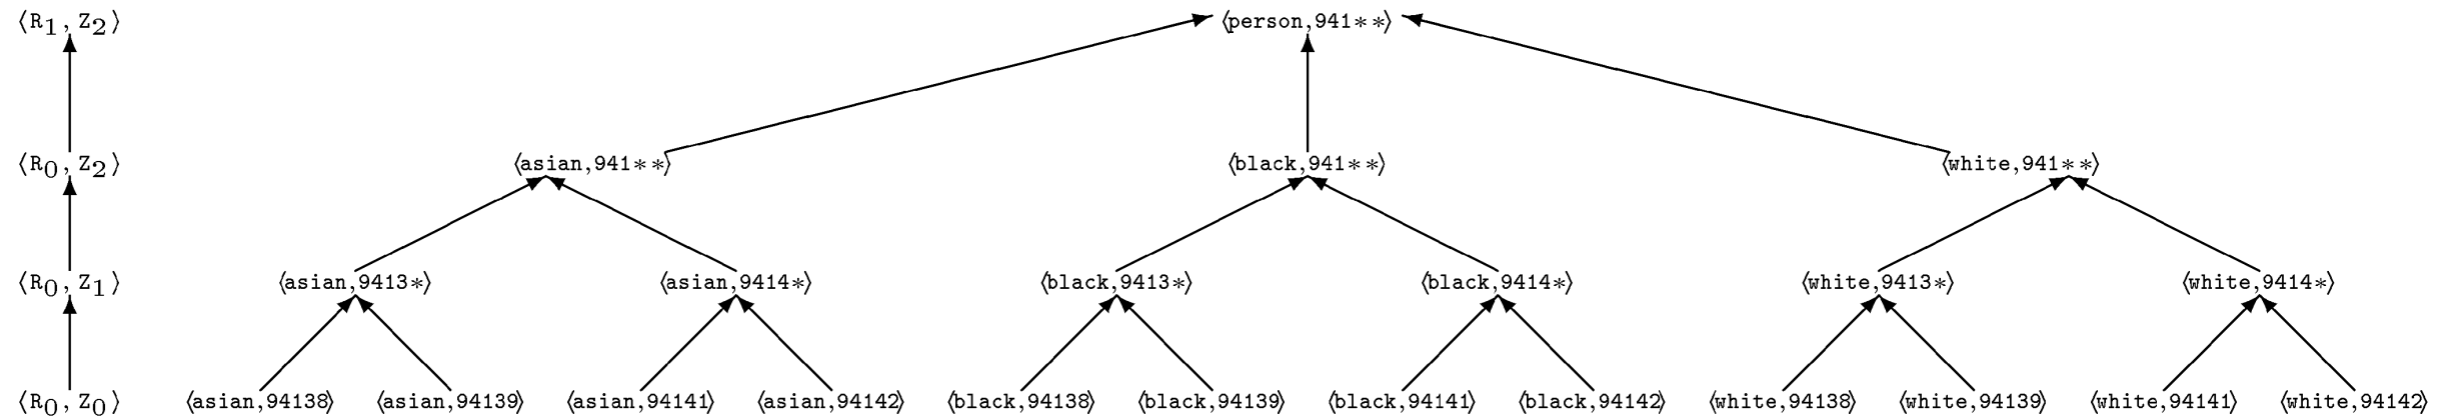 ⟨R₁, Z₂⟩ ⟨person,941**⟩
⟨R₀, Z₂⟩ ⟨asian,941**⟩ ⟨black,941**⟩ ⟨white,941**⟩
⟨R₀, Z₁⟩ ⟨asian,9413*⟩ ⟨asian,9414*⟩ ⟨black,9413*⟩ ⟨black,9414*⟩ ⟨white,9413*⟩ ⟨white,9414*⟩
⟨R₀, Z₀⟩ ⟨asian,94138⟩ ⟨asian,94139⟩ ⟨asian,94141⟩ ⟨asian,94142⟩ ⟨black,94138⟩ ⟨black,94139⟩ ⟨black,94141⟩ ⟨black,94142⟩ ⟨white,94138⟩ ⟨white,94139⟩ ⟨white,94141⟩ ⟨white,94142⟩